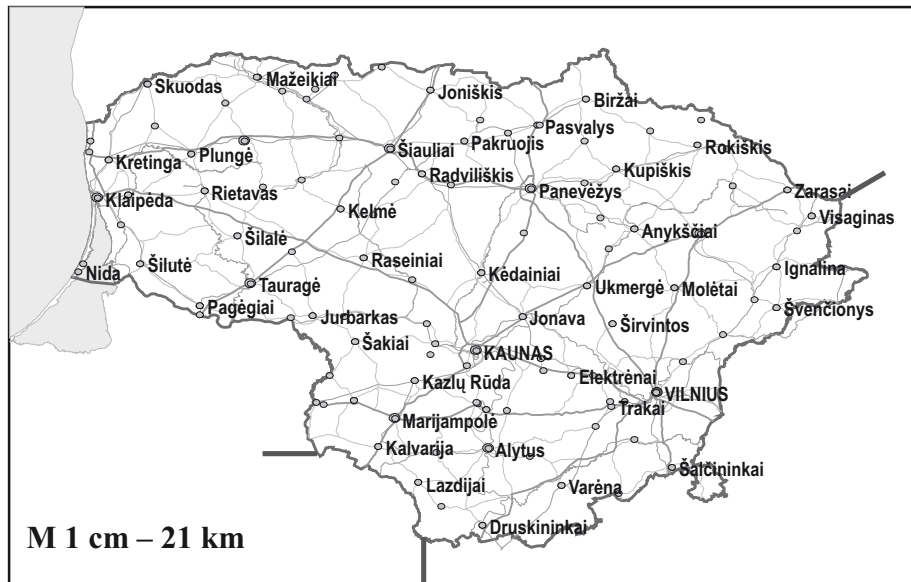 Mažeikiai
Skuodas
Joniškis
Biržai
Pasvalys
Pakruojis
Rokiškis
Šiauliai
Plungė
Kretinga
Radviliškis
Kupiškis
Panevėžys
Zarasai
Rietavas
Klaipėda
Kelmė
Visaginas
Anykščiai
Šilalė
Raseiniai
Šilutė
Nida
Kėdainiai
Ignalina
Tauragė
Ukmergė
Molėtai
Švenčionys
Pagėgiai
Jurbarkas
Jonava
Širvintos
Šakiai
KAUNAS
Kazlų Rūda
Elektrėnai
VILNIUS
Trakai
Marijampolė
Kalvarija
Alytus
Šalčininkai
Lazdijai
Varėna
Druskininkai
M 1 cm – 21 km